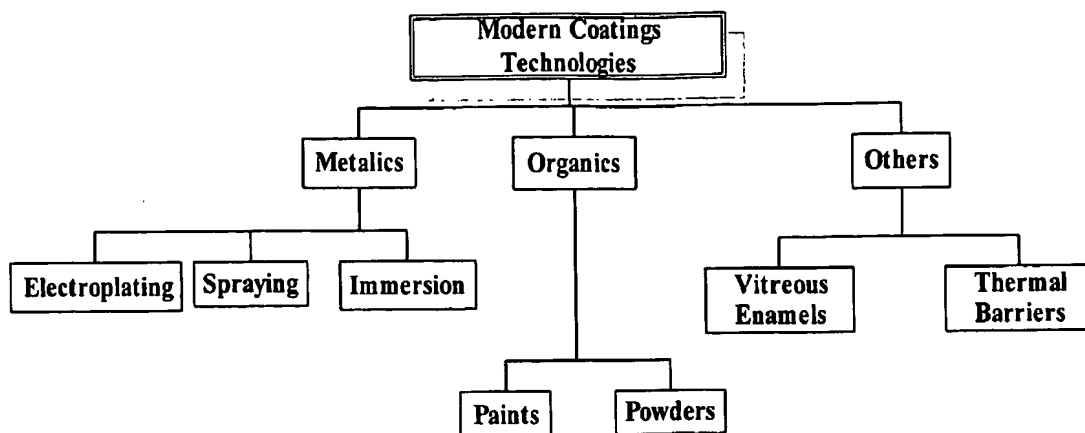 Modern Coatings
Technologies
Metalics
Organics
Others
Electroplating
Spraying
Immersion
Vitreous
Enamels
Thermal
Barriers
Paints
Powders